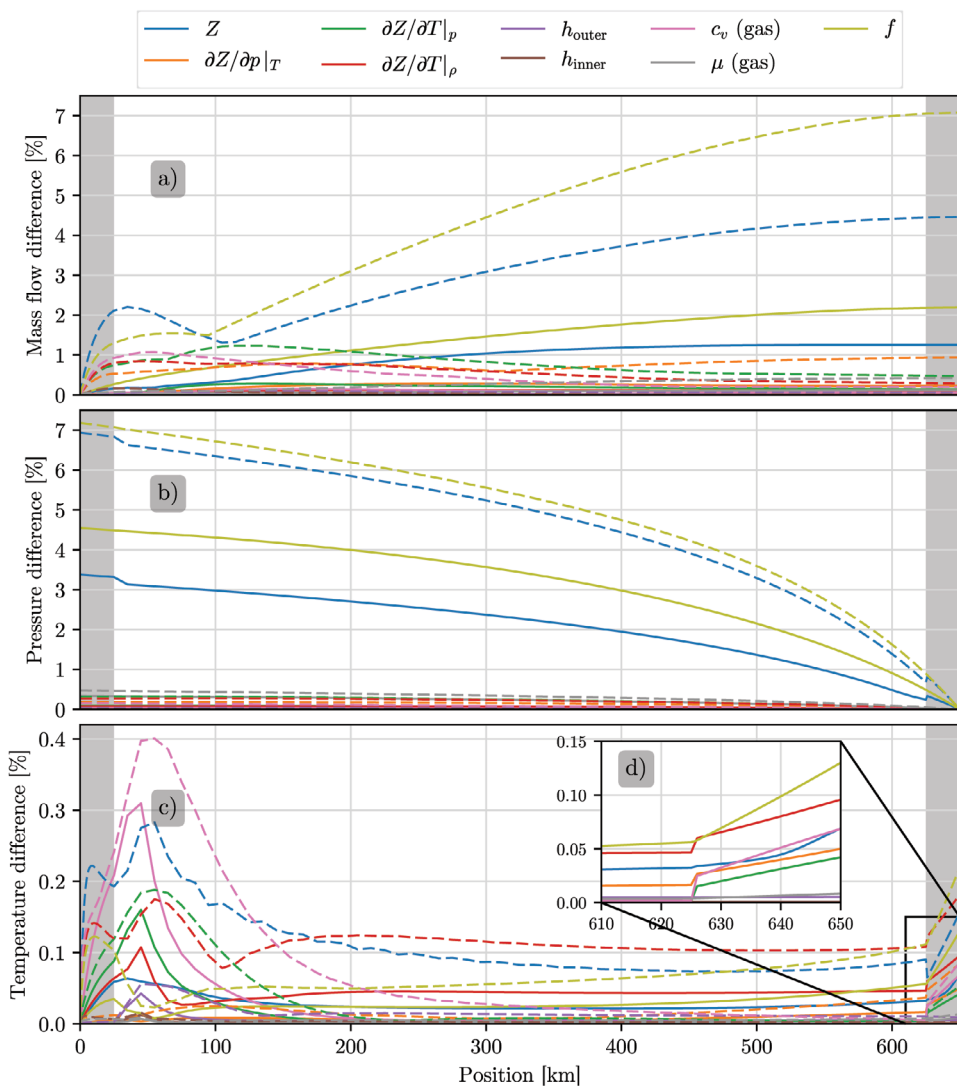 Z ∂Z/∂T|ₚ h_outer c_v (gas) f
∂Z/∂p|_T ∂Z/∂T|_ρ h_inner μ (gas)
Mass flow difference [%]
7
6
5
4
3
2
1
0
a)
Pressure difference [%]
7
6
5
4
3
2
1
0
b)
Temperature difference [%]
0.4
0.3
0.2
0.1
0.0
c)
d)
0.15
0.10
0.05
0.00
610 620 630 640 650
0 100 200 300 400 500 600
Position [km]